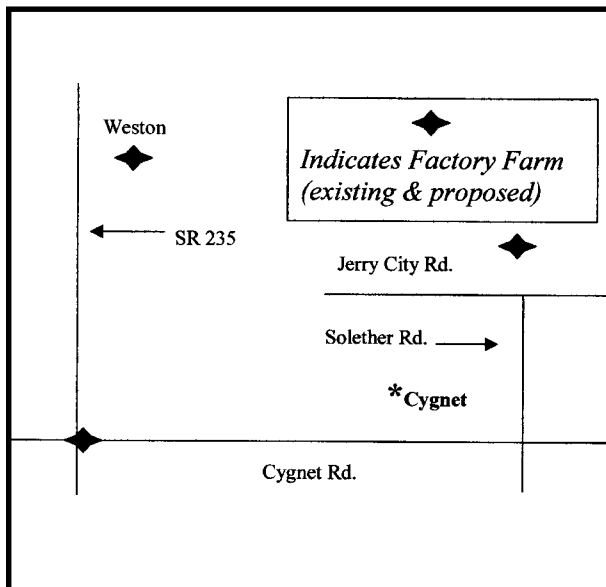 Weston
Indicates Factory Farm
(existing & proposed)
SR 235
Jerry City Rd.
Solether Rd.
*Cygnet
Cygnet Rd.